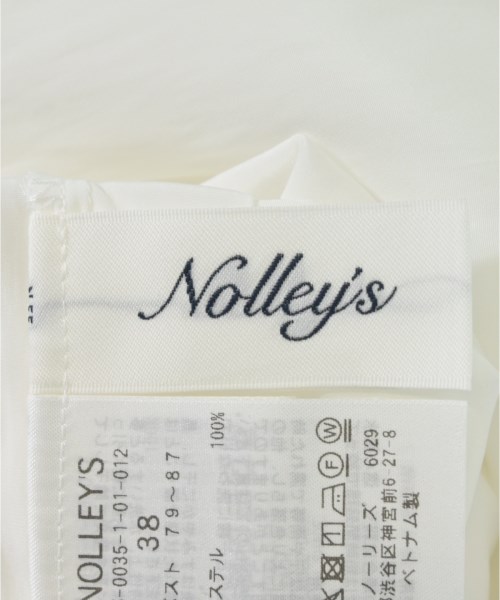 Nolley's
NOLLEY'S
-0035-1-01-012
38
スト 79～87
ステル 100%
ノーリーズ 6029
渋谷区神宮前6-27-8
ベトナム製